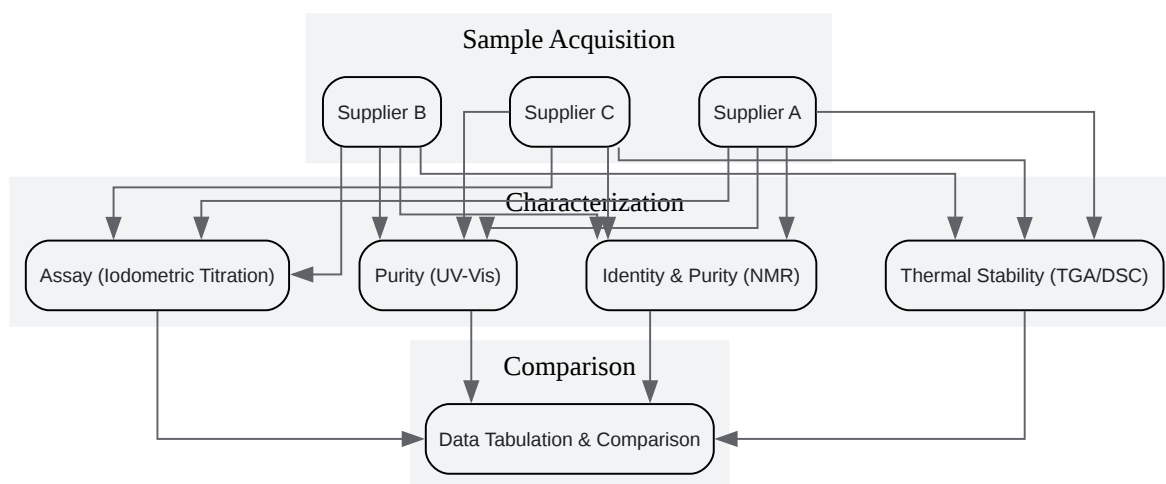 Sample Acquisition
Supplier B
Supplier C
Supplier A
Characterization
Assay (Iodometric Titration)
Purity (UV-Vis)
Identity & Purity (NMR)
Thermal Stability (TGA/DSC)
Comparison
Data Tabulation & Comparison